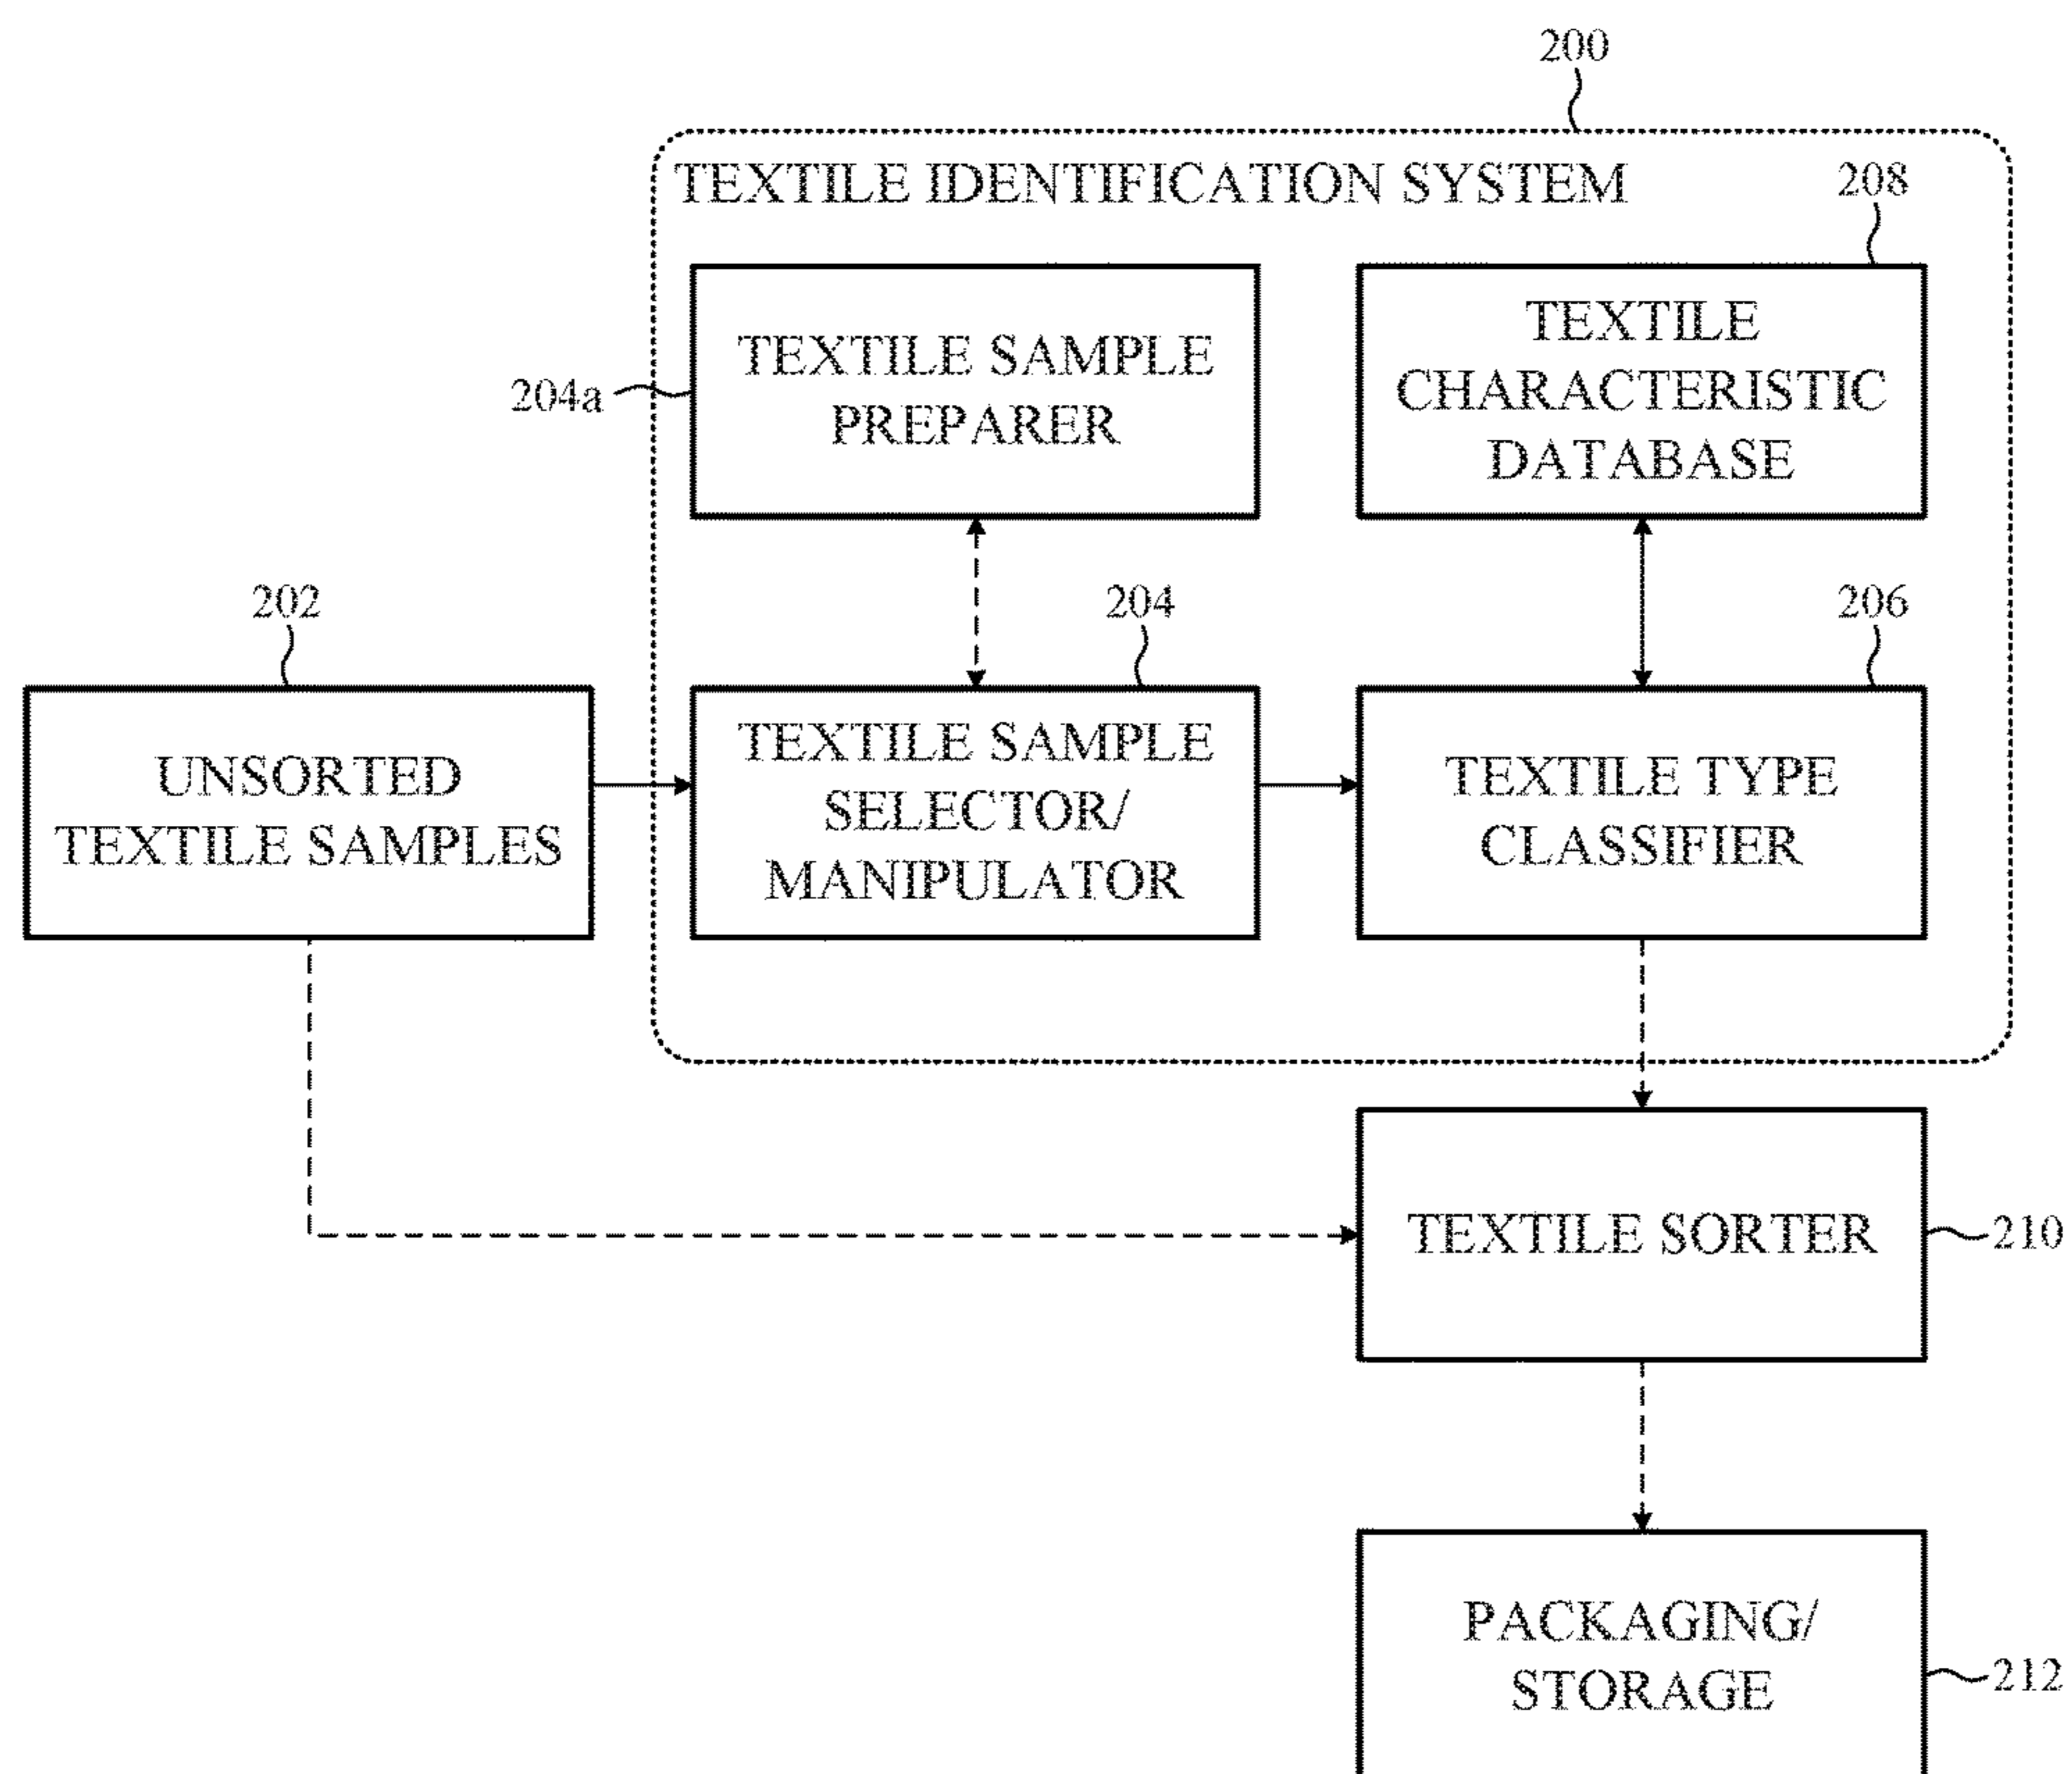 200
TEXTILE IDENTIFICATION SYSTEM
208
204a
TEXTILE SAMPLE
PREPARER
TEXTILE
CHARACTERISTIC
DATABASE
202
204
206
UNSORTED
TEXTILE SAMPLES
TEXTILE SAMPLE
SELECTOR/
MANIPULATOR
TEXTILE TYPE
CLASSIFIER
TEXTILE SORTER
210
PACKAGING/
STORAGE
212